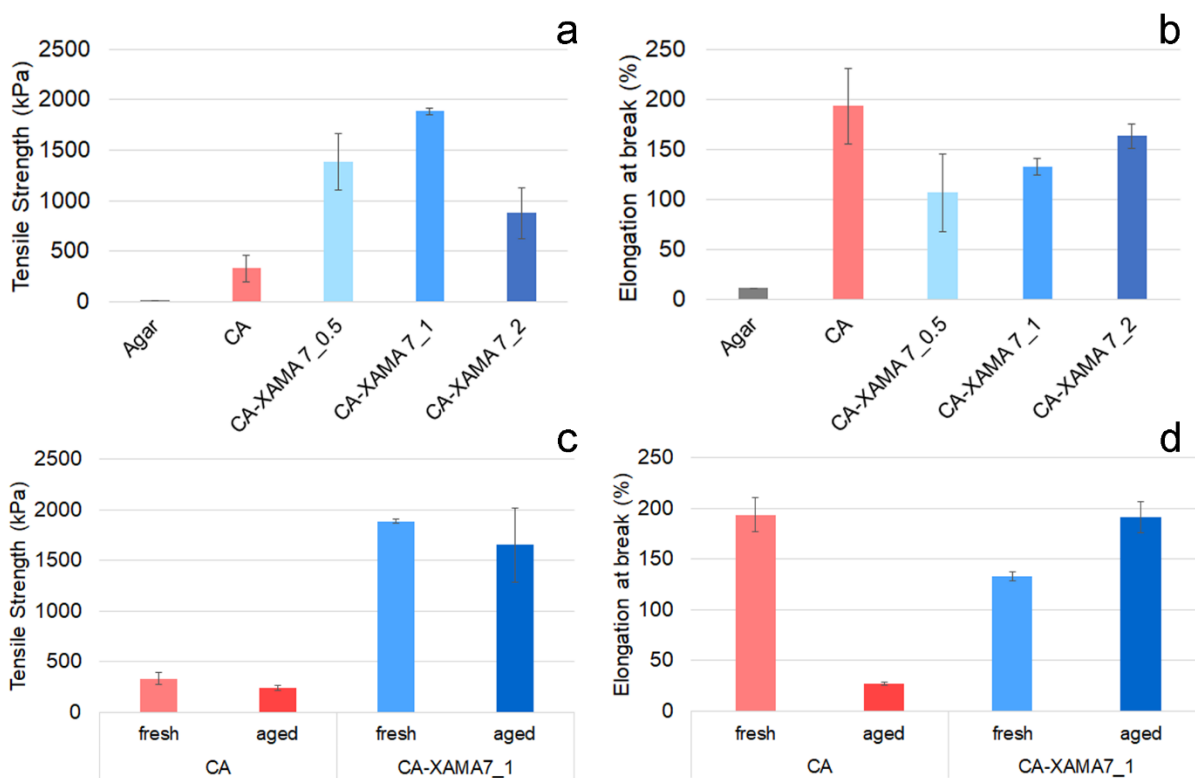 a
Tensile Strength (kPa)
2500
2000
1500
1000
500
0
Agar
CA
CA-XAMA 7_0.5
CA-XAMA 7_1
CA-XAMA 7_2
b
Elongation at break (%)
250
200
150
100
50
0
Agar
CA
CA-XAMA 7_0.5
CA-XAMA 7_1
CA-XAMA 7_2
c
Tensile Strength (kPa)
2500
2000
1500
1000
500
0
fresh aged fresh aged
CA CA-XAMA7_1
d
Elongation at break (%)
250
200
150
100
50
0
fresh aged fresh aged
CA CA-XAMA7_1